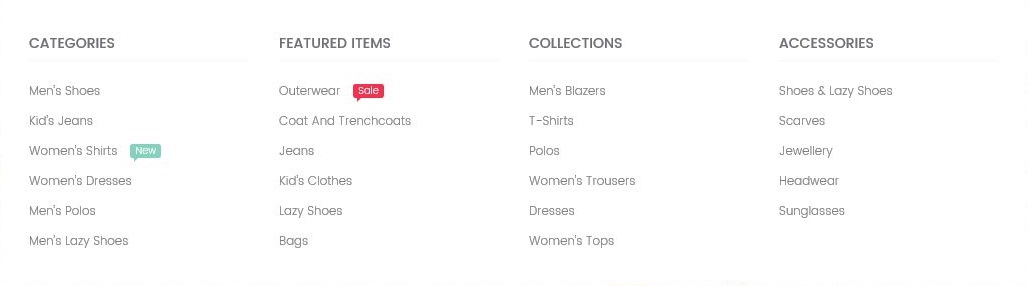 CATEGORIES
Men's Shoes
Kid's Jeans
Women's Shirts New
Women's Dresses
Men's Polos
Men's Lazy Shoes
FEATURED ITEMS
Outerwear Sale
Coat And Trenchcoats
Jeans
Kid's Clothes
Lazy Shoes
Bags
COLLECTIONS
Men's Blazers
T-Shirts
Polos
Women's Trousers
Dresses
Women's Tops
ACCESSORIES
Shoes & Lazy Shoes
Scarves
Jewellery
Headwear
Sunglasses